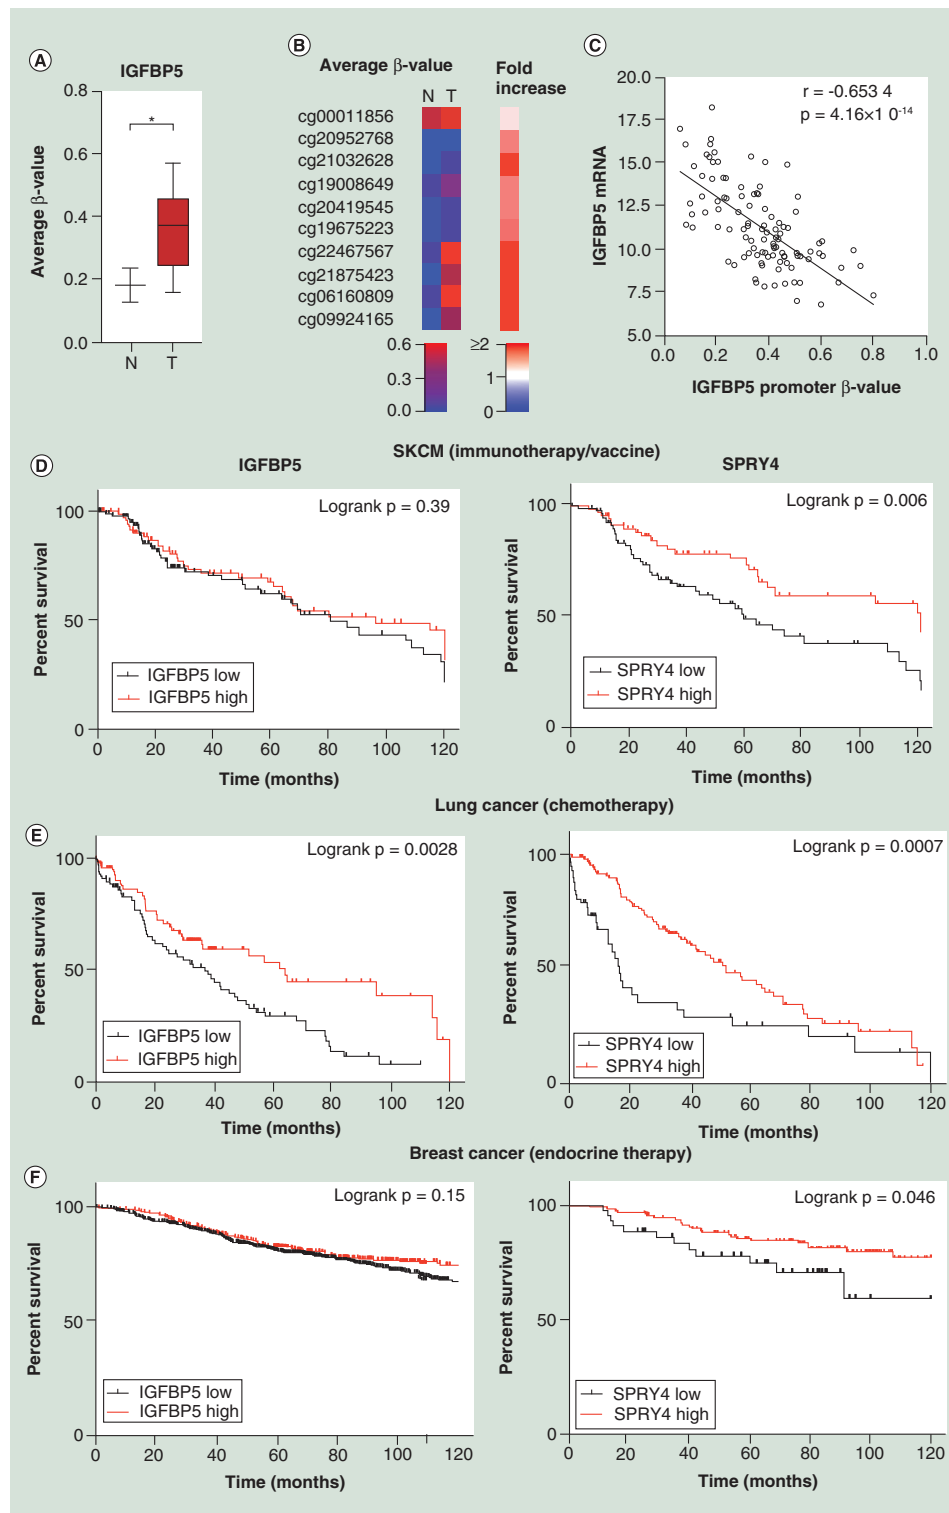 A
IGFBP5
Average β-value
0.8
0.6
0.4
0.2
0.0
*
N
T
B
Average β-value
Fold
increase
N T
cg00011856
cg20952768
cg21032628
cg19008649
cg20419545
cg19675223
cg22467567
cg21875423
cg06160809
cg09924165
0.6
0.3
0.0
≥2
1
0
C
IGFBP5 mRNA
20.0
17.5
15.0
12.5
10.0
7.5
5.0
r = -0.653 4
p = 4.16×1 0⁻¹⁴
0.0 0.2 0.4 0.6 0.8 1.0
IGFBP5 promoter β-value
SKCM (immunotherapy/vaccine)
D
IGFBP5
Percent survival
100
50
0
Logrank p = 0.39
IGFBP5 low
IGFBP5 high
0 20 40 60 80 100 120
Time (months)
SPRY4
Percent survival
100
50
0
Logrank p = 0.006
SPRY4 low
SPRY4 high
0 20 40 60 80 100 120
Time (months)
Lung cancer (chemotherapy)
E
Percent survival
100
50
0
Logrank p = 0.0028
IGFBP5 low
IGFBP5 high
0 20 40 60 80 100 120
Time (months)
Percent survival
100
50
0
Logrank p = 0.0007
SPRY4 low
SPRY4 high
0 20 40 60 80 100 120
Time (months)
Breast cancer (endocrine therapy)
F
Percent survival
100
50
0
Logrank p = 0.15
IGFBP5 low
IGFBP5 high
0 20 40 60 80 100 120
Time (months)
Percent survival
100
50
0
Logrank p = 0.046
SPRY4 low
SPRY4 high
0 20 40 60 80 100 120
Time (months)